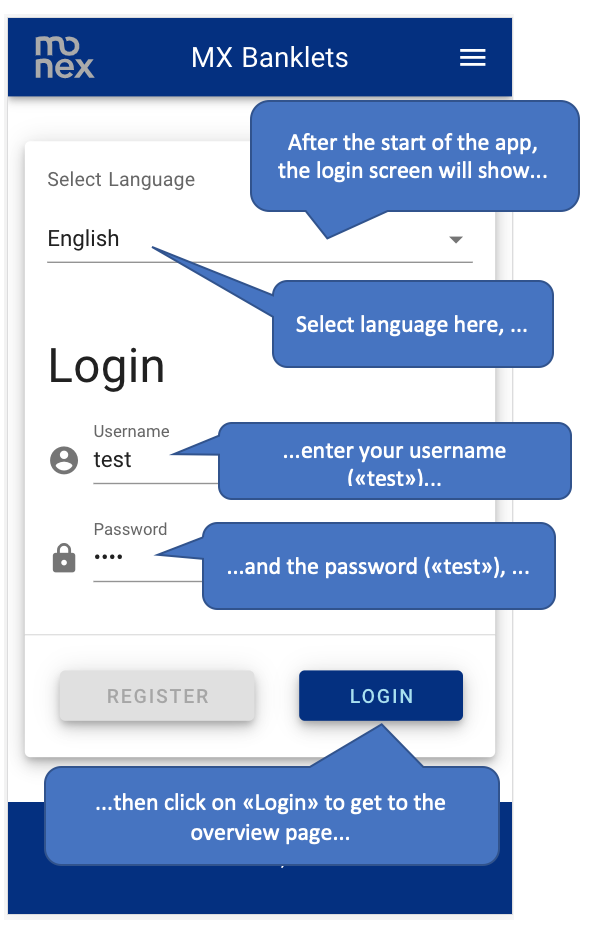 mo
nex
MX Banklets
After the start of the app,
the login screen will show...
Select Language
English
Select language here, ...
Login
Username
test
...enter your username
(«test»)...
Password
••••
...and the password («test»), ...
REGISTER
LOGIN
...then click on «Login» to get to the
overview page...